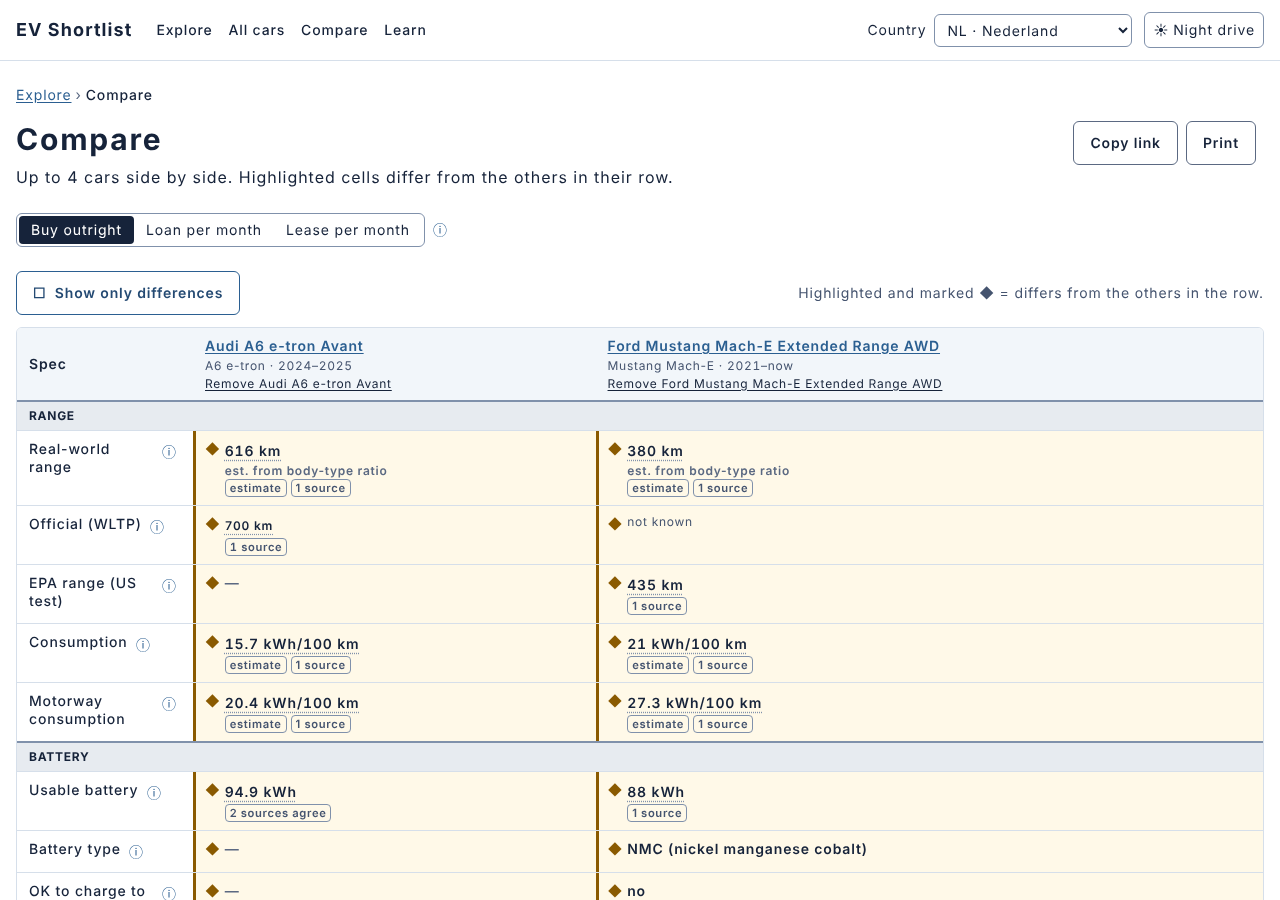 EV Shortlist Explore All cars Compare Learn Country NL · Nederland ☀ Night drive
Explore › Compare
Compare
Copy link Print
Up to 4 cars side by side. Highlighted cells differ from the others in their row.
Buy outright Loan per month Lease per month ⓘ
☐ Show only differences
Highlighted and marked ◆ = differs from the others in the row.
Spec
Audi A6 e-tron Avant
A6 e-tron · 2024–2025
Remove Audi A6 e-tron Avant
Ford Mustang Mach-E Extended Range AWD
Mustang Mach-E · 2021–now
Remove Ford Mustang Mach-E Extended Range AWD
RANGE
Real-world
range ⓘ
◆ 616 km
est. from body-type ratio
estimate 1 source
◆ 380 km
est. from body-type ratio
estimate 1 source
Official (WLTP) ⓘ
◆ 700 km
1 source
◆ not known
EPA range (US
test) ⓘ
◆ —
◆ 435 km
1 source
Consumption ⓘ
◆ 15.7 kWh/100 km
estimate 1 source
◆ 21 kWh/100 km
estimate 1 source
Motorway
consumption ⓘ
◆ 20.4 kWh/100 km
estimate 1 source
◆ 27.3 kWh/100 km
estimate 1 source
BATTERY
Usable battery ⓘ
◆ 94.9 kWh
2 sources agree
◆ 88 kWh
1 source
Battery type ⓘ
◆ —
◆ NMC (nickel manganese cobalt)
OK to charge to ⓘ
◆ —
◆ no